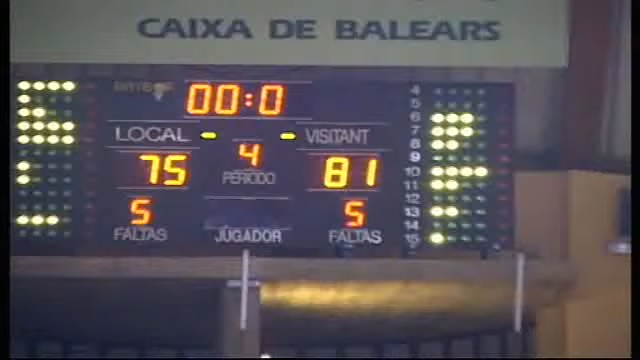 CAIXA DE BALEARS
00:0
LOCAL VISITANT
75 4 81
PERIODO
5 5
FALTAS JUGADOR FALTAS
4
5
6
7
8
9
10
11
12
13
14
15